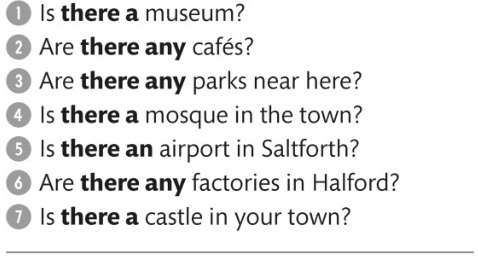 1 Is there a museum?
2 Are there any cafés?
3 Are there any parks near here?
4 Is there a mosque in the town?
5 Is there an airport in Saltforth?
6 Are there any factories in Halford?
7 Is there a castle in your town?